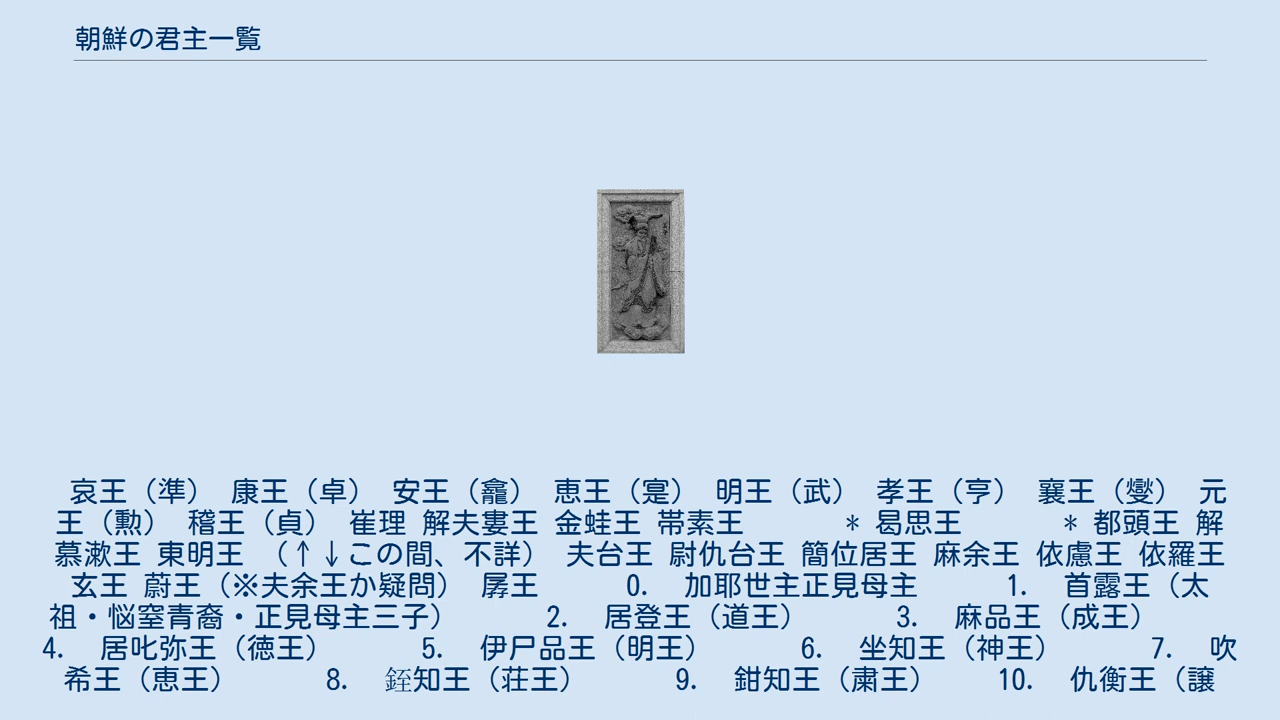 朝鮮の君主一覧
哀王（準） 康王（卓） 安王（龕） 恵王（寔） 明王（武） 孝王（亨） 襄王（燮） 元
王（勲） 稽王（貞） 崔理 解夫婁王 金蛙王 帯素王 * 曷思王 * 都頭王 解
慕漱王 東明王 （↑↓この間、不詳） 夫台王 尉仇台王 簡位居王 麻余王 依慮王 依羅王
玄王 蔚王（※夫余王か疑問） 孱王 0. 加耶世主正見母主 1. 首露王（太
祖・悩窒青裔・正見母主三子） 2. 居登王（道王） 3. 麻品王（成王）
4. 居叱弥王（徳王） 5. 伊尸品王（明王） 6. 坐知王（神王） 7. 吹
希王（恵王） 8. 銍知王（荘王） 9. 鉗知王（粛王） 10. 仇衡王（譲